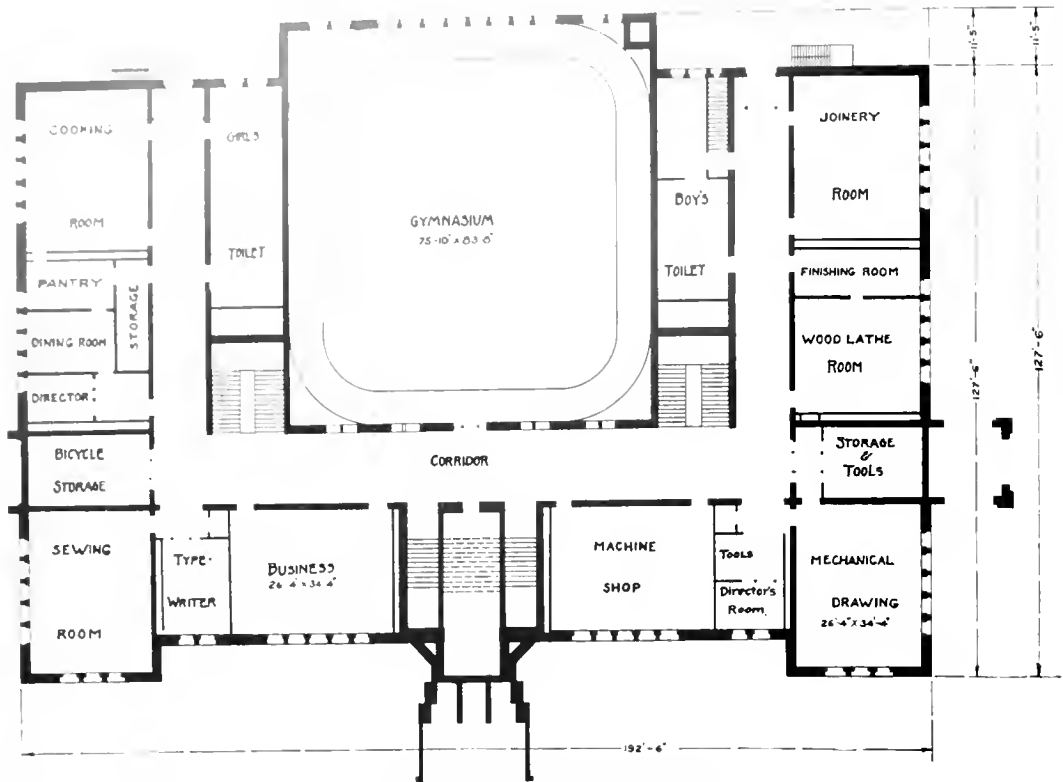 11'-5"
11'-5"
COOKING
ROOM
GIRLS
TOILET
GYMNASIUM
75'-10" X 83'-8"
BOY'S
TOILET
JOINERY
ROOM
PANTRY
STORAGE
DINING ROOM
DIRECTOR
FINISHING ROOM
WOOD LATHE
ROOM
127'-6"
127'-6"
BICYCLE
STORAGE
CORRIDOR
STORAGE
&
TOOLS
SEWING
ROOM
TYPE-
WRITER
BUSINESS
26'-4" X 34'-4"
MACHINE
SHOP
TOOLS
Director's
Room.
MECHANICAL
DRAWING
26'-4" X 34'-4"
192'-6"